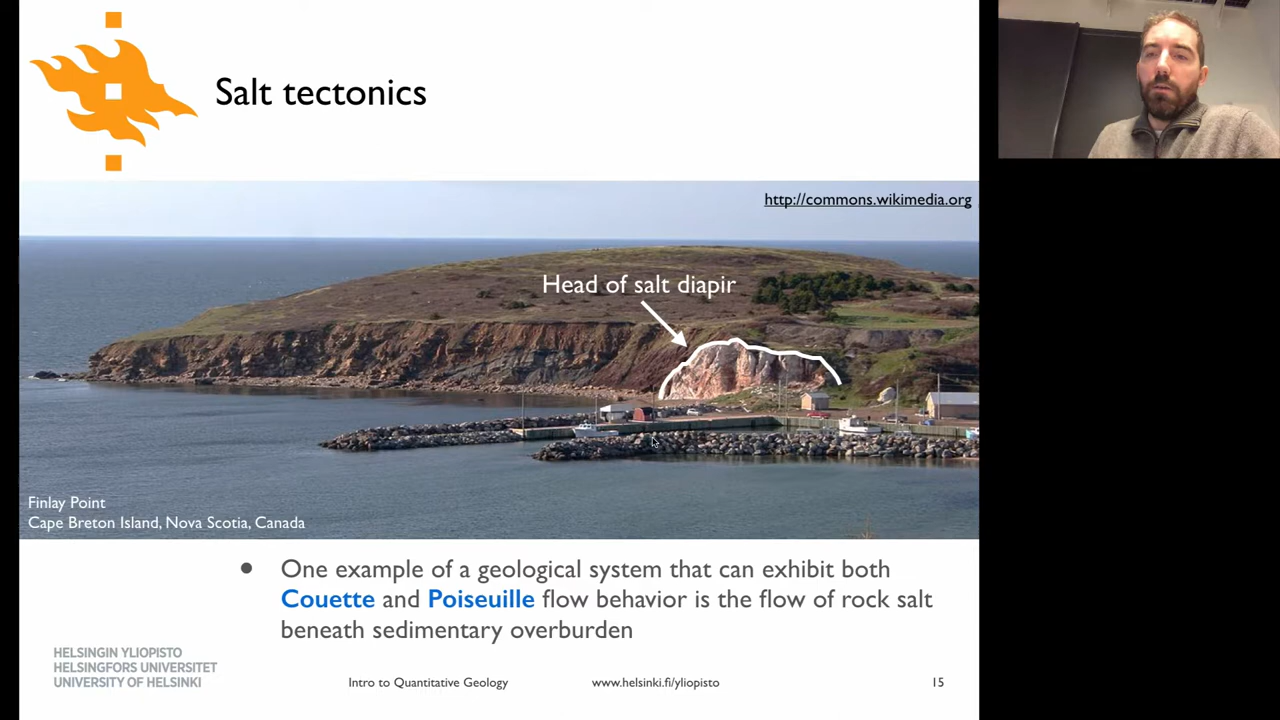 Salt tectonics
http://commons.wikimedia.org
Head of salt diapir
Finlay Point
Cape Breton Island, Nova Scotia, Canada
● One example of a geological system that can exhibit both
Couette and Poiseuille flow behavior is the flow of rock salt
beneath sedimentary overburden
HELSINGIN YLIOPISTO
HELSINGFORS UNIVERSITET
UNIVERSITY OF HELSINKI
Intro to Quantitative Geology
www.helsinki.fi/yliopisto
15